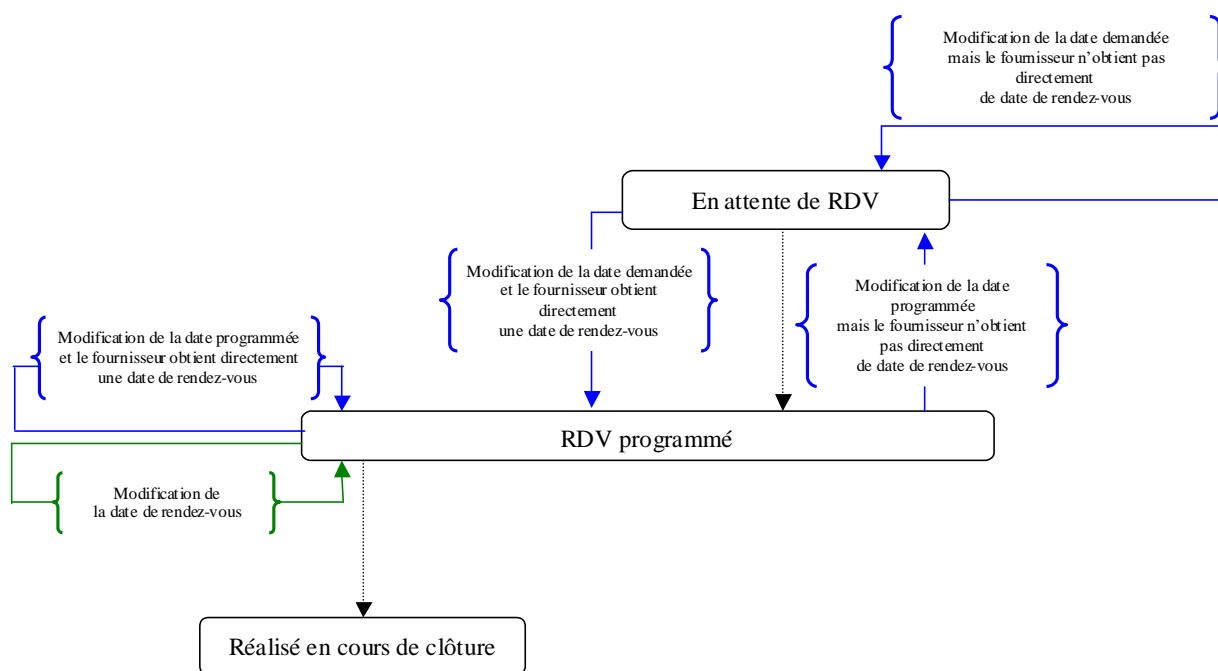 Modification de la date demandée
mais le fournisseur n'obtient pas
directement
de date de rendez-vous
En attente de RDV
Modification de la date demandée
et le fournisseur obtient
directement
une date de rendez-vous
Modification de la date
programmée
mais le fournisseur n'obtient
pas directement
de date de rendez-vous
Modification de la date programmée
et le fournisseur obtient directement
une date de rendez-vous
RDV programmé
Modification de
la date de rendez-vous
Réalisé en cours de clôture